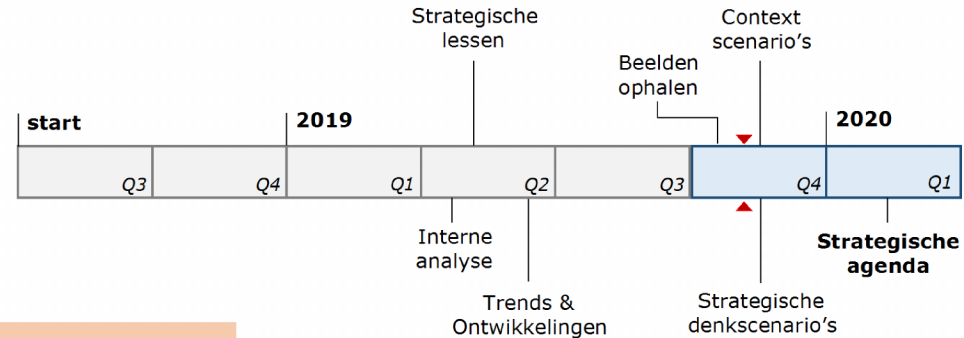 Strategische
lessen
Context
scenario's
Beelden
ophalen
start
2019
2020
Q3
Q4
Q1
Q2
Q3
Q4
Q1
Interne
analyse
Strategische
agenda
Trends &
Ontwikkelingen
Strategische
denkscenario's